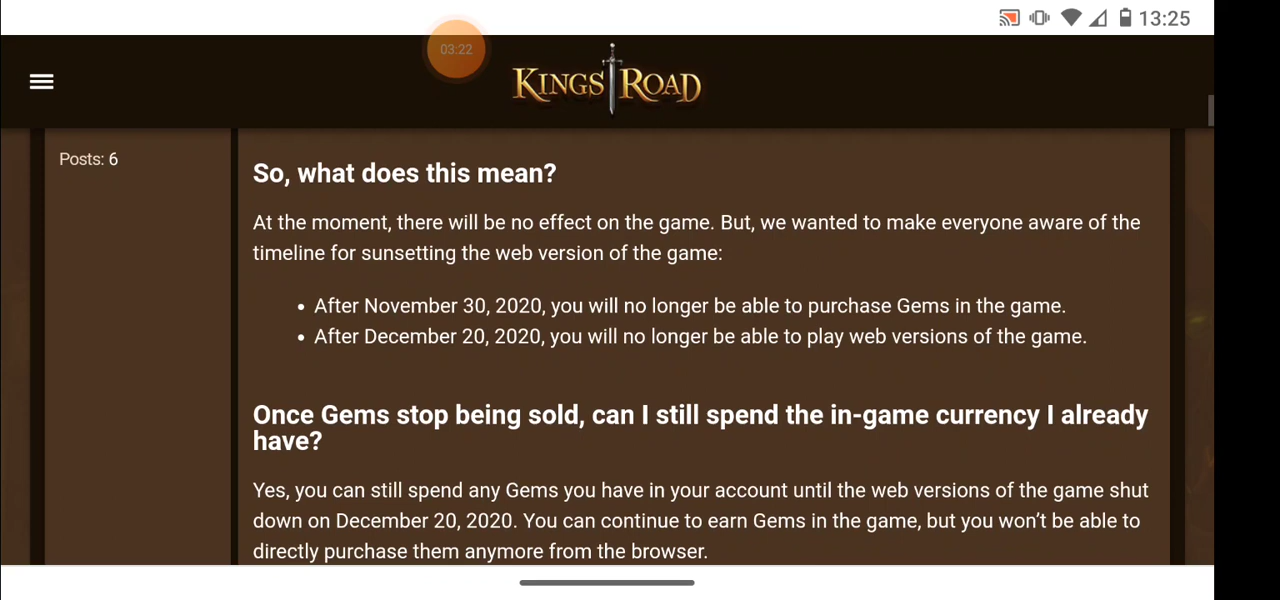 13:25
03:22
KINGS ROAD
Posts: 6
So, what does this mean?
At the moment, there will be no effect on the game. But, we wanted to make everyone aware of the
timeline for sunsetting the web version of the game:
• After November 30, 2020, you will no longer be able to purchase Gems in the game.
• After December 20, 2020, you will no longer be able to play web versions of the game.
Once Gems stop being sold, can I still spend the in-game currency I already
have?
Yes, you can still spend any Gems you have in your account until the web versions of the game shut
down on December 20, 2020. You can continue to earn Gems in the game, but you won’t be able to
directly purchase them anymore from the browser.